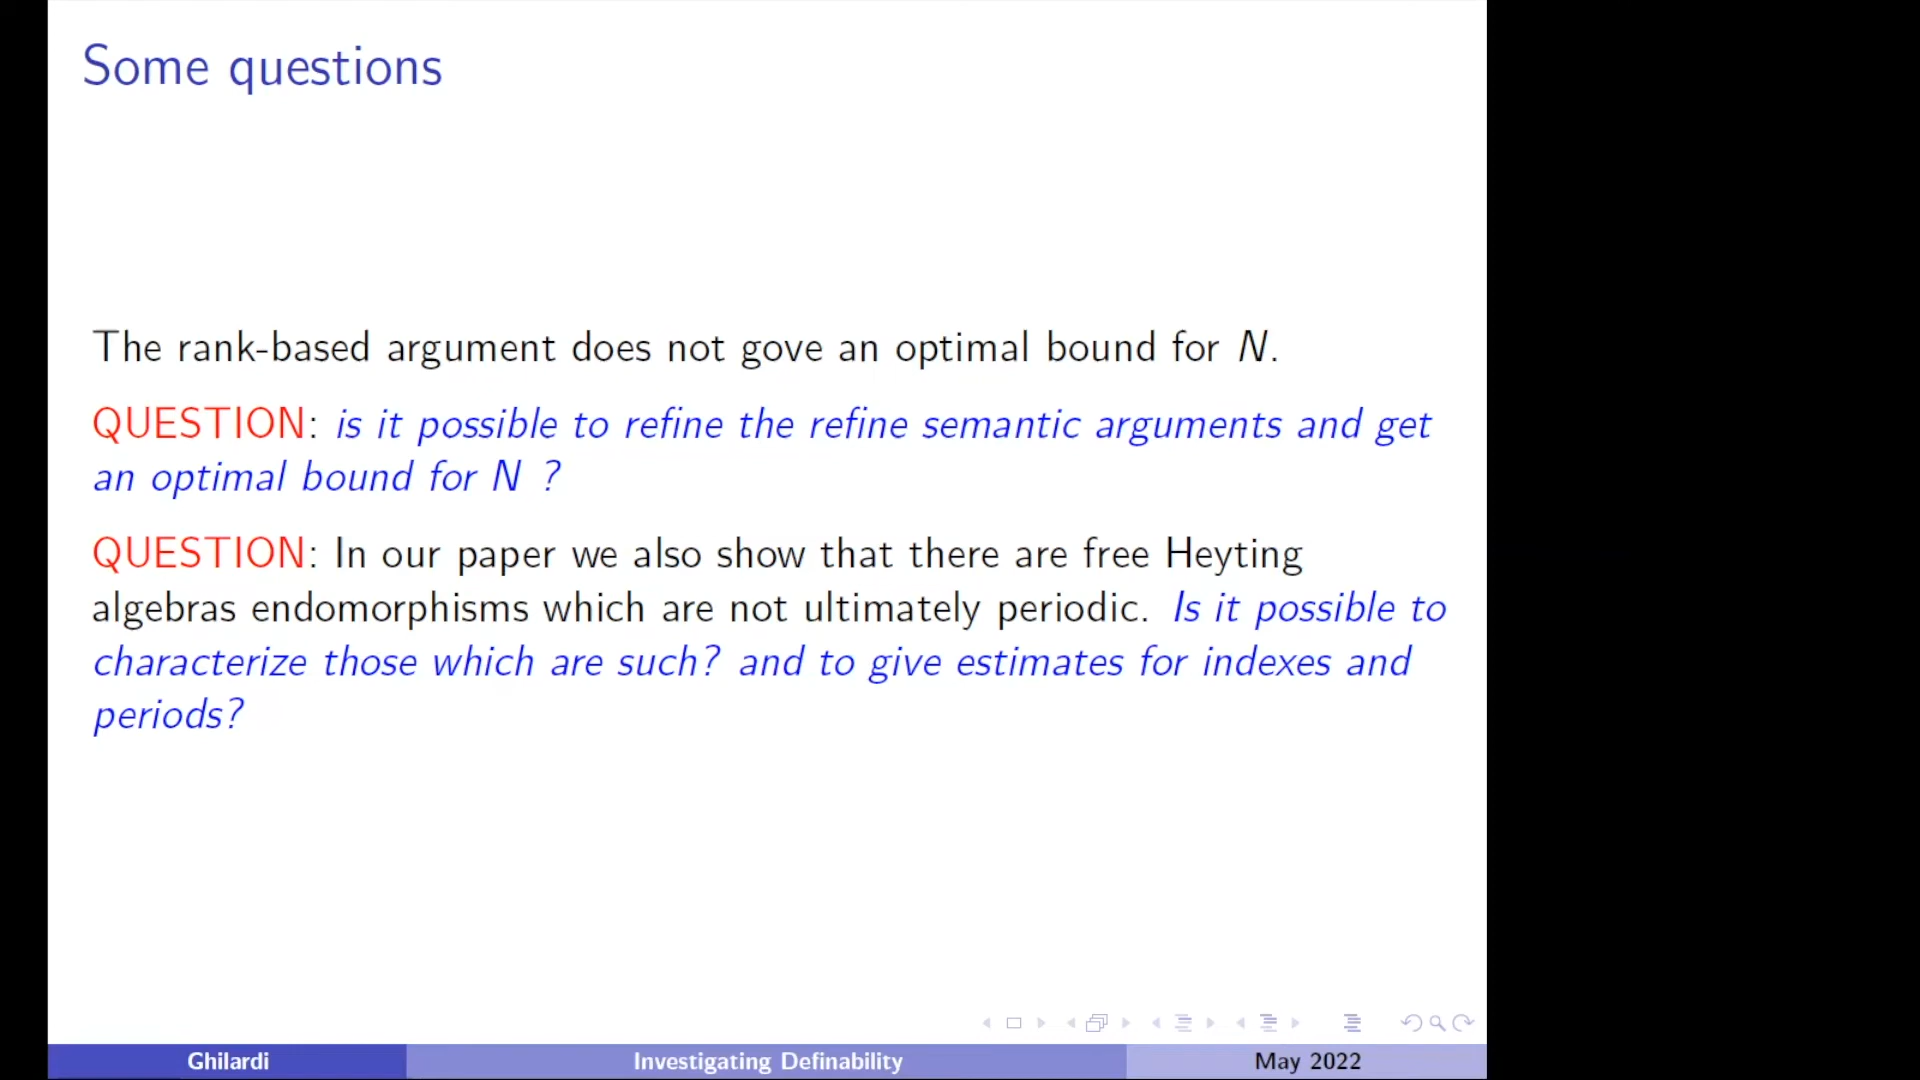 Some questions
The rank-based argument does not gove an optimal bound for N.
QUESTION: is it possible to refine the refine semantic arguments and get
an optimal bound for N ?
QUESTION: In our paper we also show that there are free Heyting
algebras endomorphisms which are not ultimately periodic. Is it possible to
characterize those which are such? and to give estimates for indexes and
periods?
Ghilardi Investigating Definability May 2022